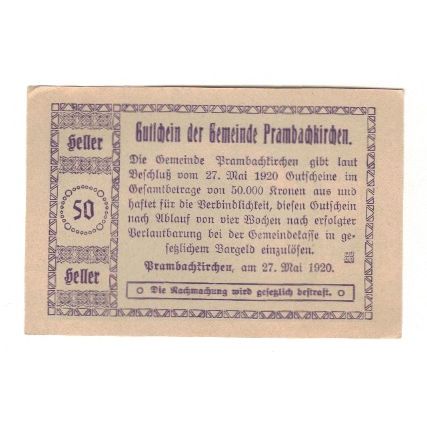 Heller
50
Heller
Gutschein der Gemeinde Prambachkirchen.
Die Gemeinde Prambachkirchen gibt laut
Beschluß vom 27. Mai 1920 Gutscheine im
Gesamtbetrage von 50.000 Kronen aus und
haftet für die Verbindlichkeit, diesen Gutschein
nach Ablauf von vier Wochen nach erfolgter
Verlautbarung bei der Gemeindekasse in ge-
setzlichem Bargeld einzulösen.
Prambachkirchen, am 27. Mai 1920.
Die Nachmachung wird gesetzlich bestraft.